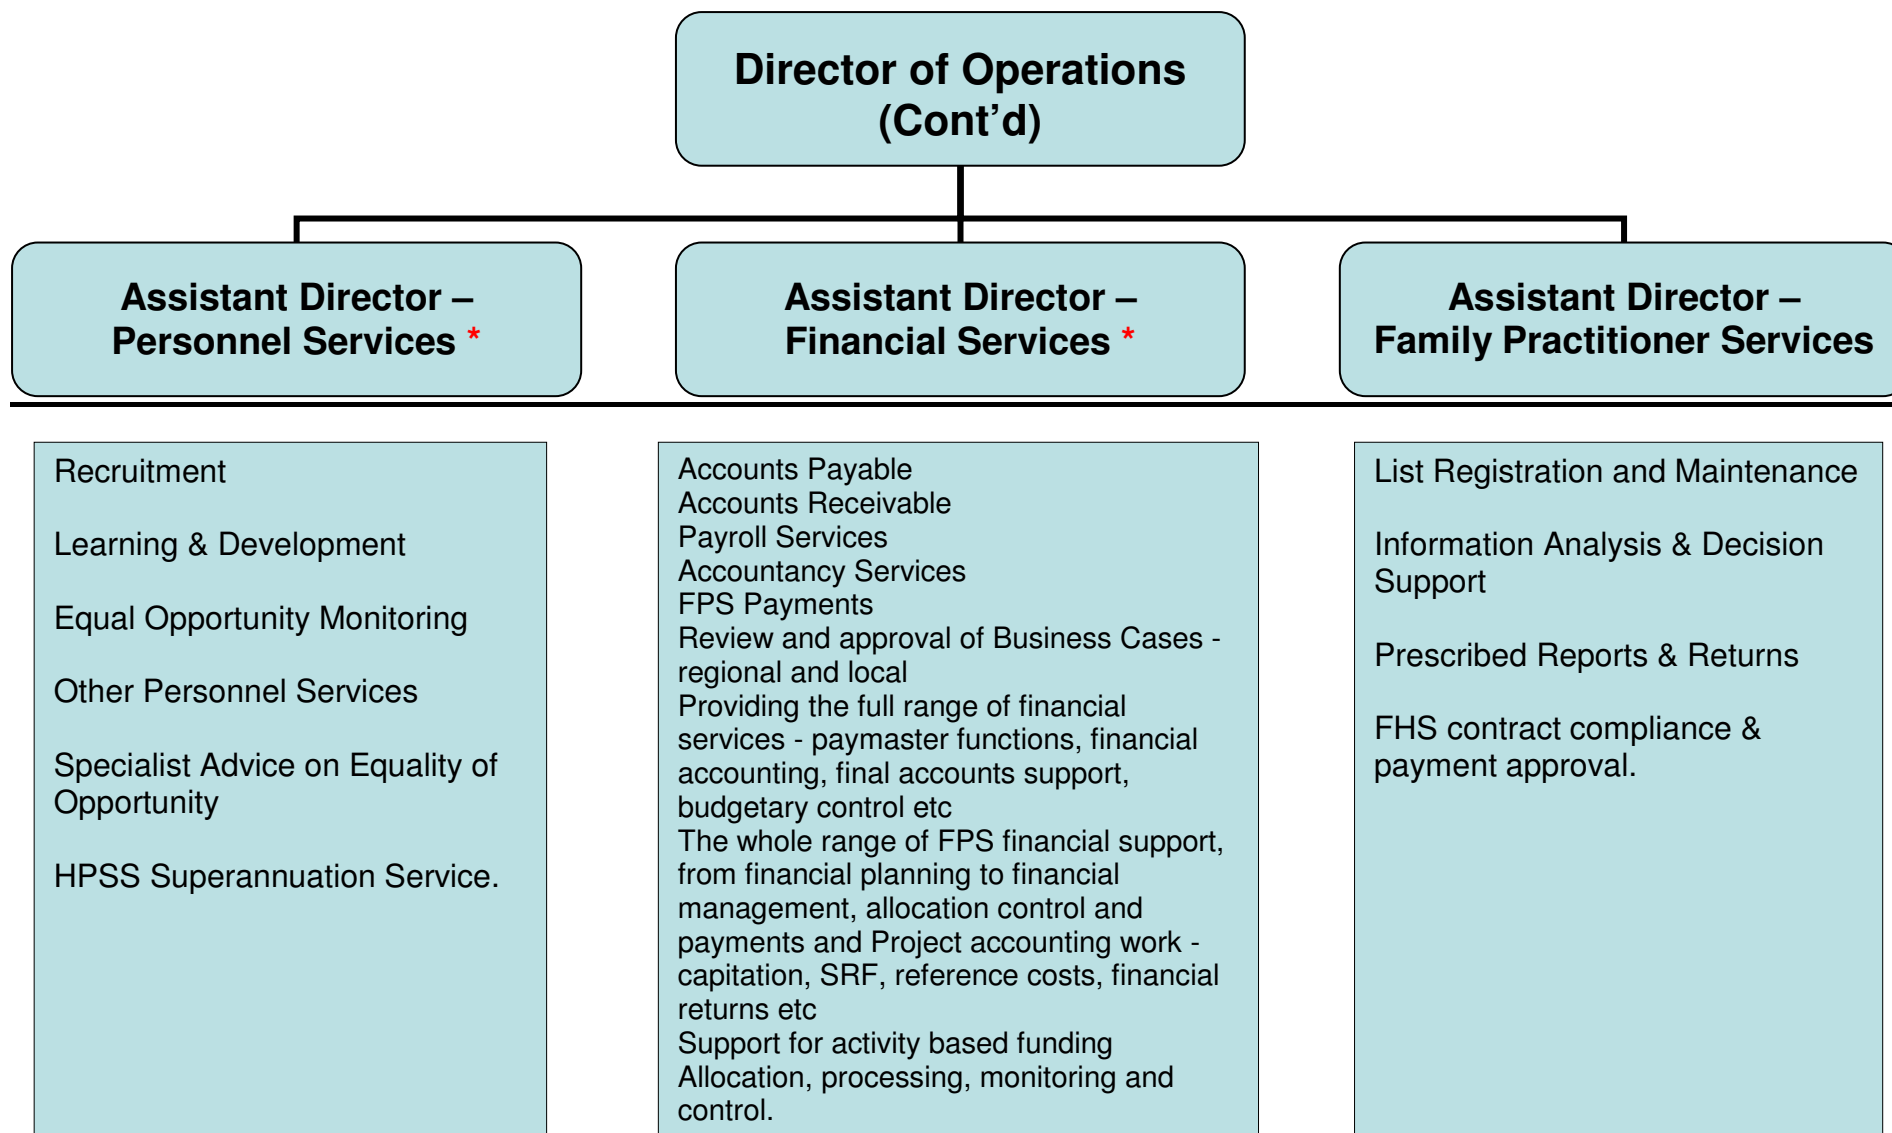 Director of Operations
(Cont’d)
Assistant Director –
Personnel Services *
Assistant Director –
Financial Services *
Assistant Director –
Family Practitioner Services
Recruitment
Learning & Development
Equal Opportunity Monitoring
Other Personnel Services
Specialist Advice on Equality of
Opportunity
HPSS Superannuation Service.
Accounts Payable
Accounts Receivable
Payroll Services
Accountancy Services
FPS Payments
Review and approval of Business Cases -
regional and local
Providing the full range of financial
services - paymaster functions, financial
accounting, final accounts support,
budgetary control etc
The whole range of FPS financial support,
from financial planning to financial
management, allocation control and
payments and Project accounting work -
capitation, SRF, reference costs, financial
returns etc
Support for activity based funding
Allocation, processing, monitoring and
control.
List Registration and Maintenance
Information Analysis & Decision
Support
Prescribed Reports & Returns
FHS contract compliance &
payment approval.